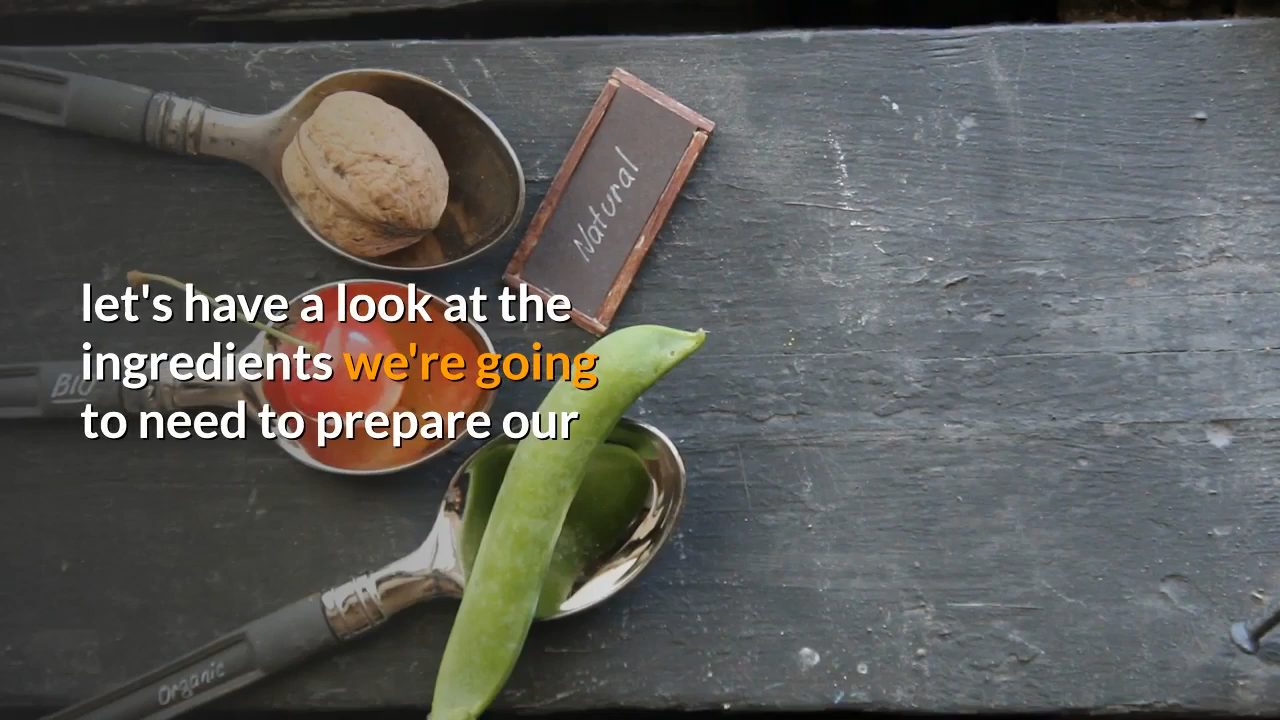 Natural
let's have a look at the
ingredients we're going
to need to prepare our
Bio
Organic